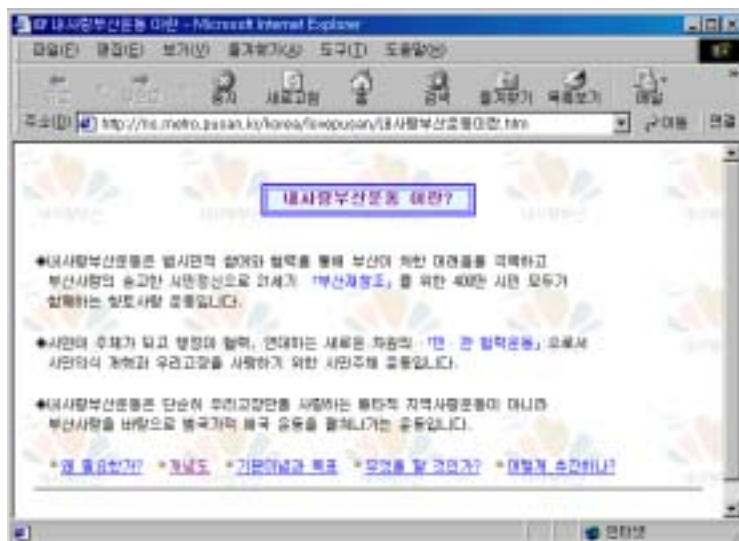 내사랑부산운동 이란? - Microsoft Internet Explorer
파일(F) 편집(E) 보기(V) 즐겨찾기(A) 도구(T) 도움말(H)
중지 새로고침 홈 검색 즐겨찾기 목록보기 메일
주소(D) http://ns.metro.pusan.kr/korea/lovepusan/내사랑부산운동이란.htm 이동 연결
내사랑부산운동 이란?
◆내사랑부산운동은 범시민적 참여와 협력을 통해 부산이 처한 어려움을 극복하고
부산사랑의 숭고한 시민정신으로 21세기 「부산재창조」를 위한 400만 시민 모두가
함께하는 향토사랑 운동입니다.
◆시민이 주체가 되고 행정이 협력, 연대하는 새로운 차원의 「민·관 협력운동」으로서
시민의식 개혁과 우리고장을 사랑하기 위한 시민주체 운동입니다.
◆내사랑부산운동은 단순히 우리고장만을 사랑하는 배타적 지역사랑운동이 아니라
부산사랑을 바탕으로 범국가적 애국 운동을 펼쳐나가는 운동입니다.
왜 필요한가? 개념도 기본이념과 목표 무엇을 할 것인가? 어떻게 추진하나?
인터넷